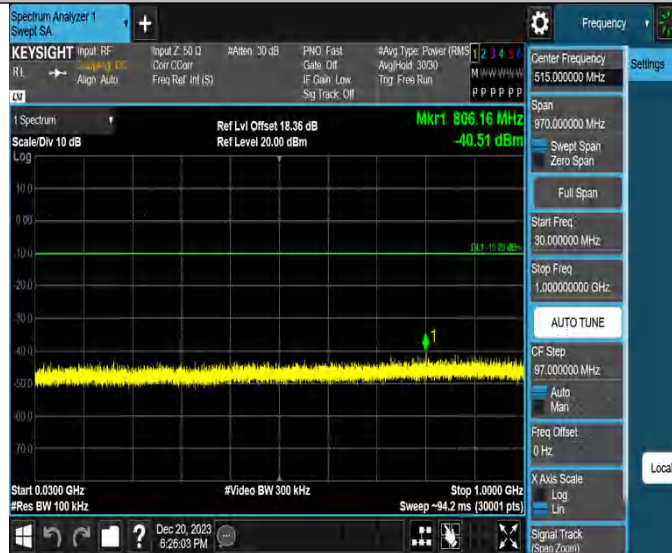 Spectrum Analyzer 1
Swept SA
+
Frequency
KEYSIGHT
Input: RF
Coupling: DC
Align: Auto
Input Z: 50 Ω
Corr CCorr
Freq Ref: Int (S)
#Atten: 30 dB
PNO: Fast
Gate: Off
IF Gain: Low
Sig Track: Off
#Avg Type: Power (RMS
Avg|Hold: 30/30
Trig: Free Run
1 2 3 4 5 6
M W W W W W
P P P P P P
RL
LXI
1 Spectrum
Scale/Div 10 dB
Log
Ref Lvl Offset 18.36 dB
Ref Level 20.00 dBm
Mkr1 806.16 MHz
-40.51 dBm
10.0
0.00
-10.0
-20.0
-30.0
-40.0
-50.0
-60.0
-70.0
1
Start 0.0300 GHz
#Res BW 100 kHz
#Video BW 300 kHz
Stop 1.0000 GHz
Sweep ~94.2 ms (30001 pts)
?
Dec 20, 2023
6:26:03 PM
Center Frequency
515.000000 MHz
Settings
Span
970.000000 MHz
Swept Span
Zero Span
Full Span
Start Freq
30.000000 MHz
Stop Freq
1.000000000 GHz
AUTO TUNE
CF Step
97.000000 MHz
Auto
Man
Freq Offset
0 Hz
X Axis Scale
Log
Lin
Local
Signal Track
(Span Zoom)